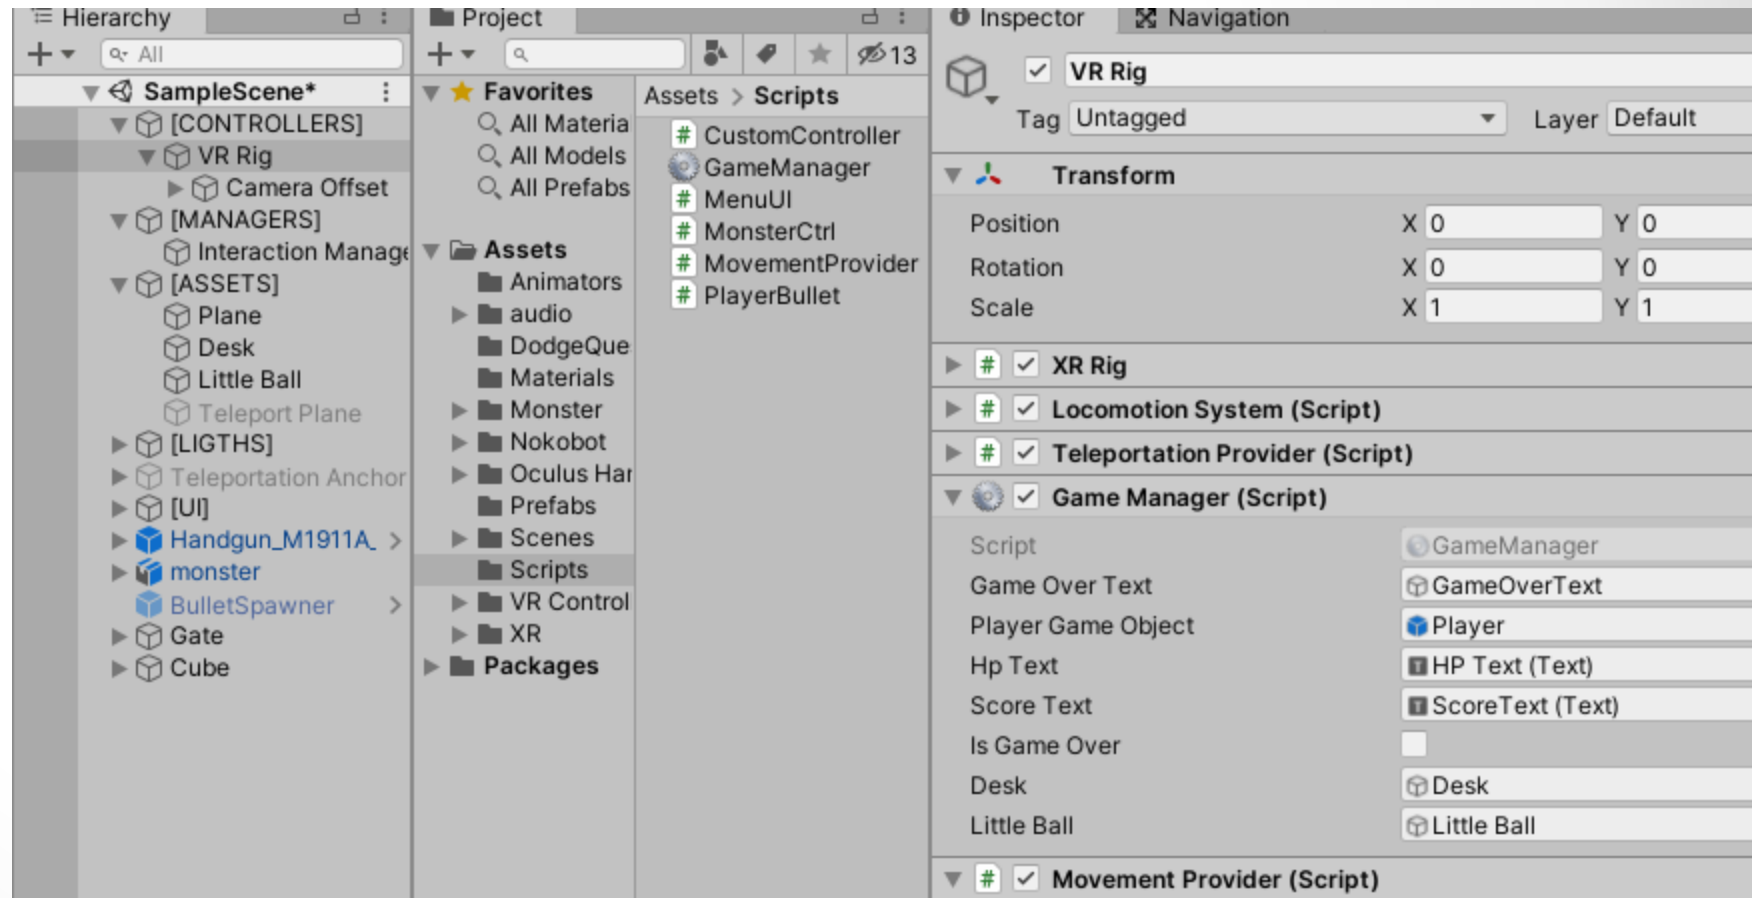 Hierarchy
All
SampleScene*
[CONTROLLERS]
VR Rig
Camera Offset
[MANAGERS]
Interaction Manage
[ASSETS]
Plane
Desk
Little Ball
Teleport Plane
[LIGTHS]
Teleportation Anchor
[UI]
Handgun_M1911A_
monster
BulletSpawner
Gate
Cube
Project
13
Favorites
All Materia
All Models
All Prefabs
Assets
Animators
audio
DodgeQue
Materials
Monster
Nokobot
Oculus Har
Prefabs
Scenes
Scripts
VR Control
XR
Packages
Assets > Scripts
CustomController
GameManager
MenuUI
MonsterCtrl
MovementProvider
PlayerBullet
Inspector Navigation
VR Rig
Tag Untagged Layer Default
Transform
Position X 0 Y 0
Rotation X 0 Y 0
Scale X 1 Y 1
# XR Rig
# Locomotion System (Script)
# Teleportation Provider (Script)
Game Manager (Script)
Script GameManager
Game Over Text GameOverText
Player Game Object Player
Hp Text HP Text (Text)
Score Text ScoreText (Text)
Is Game Over
Desk Desk
Little Ball Little Ball
# Movement Provider (Script)